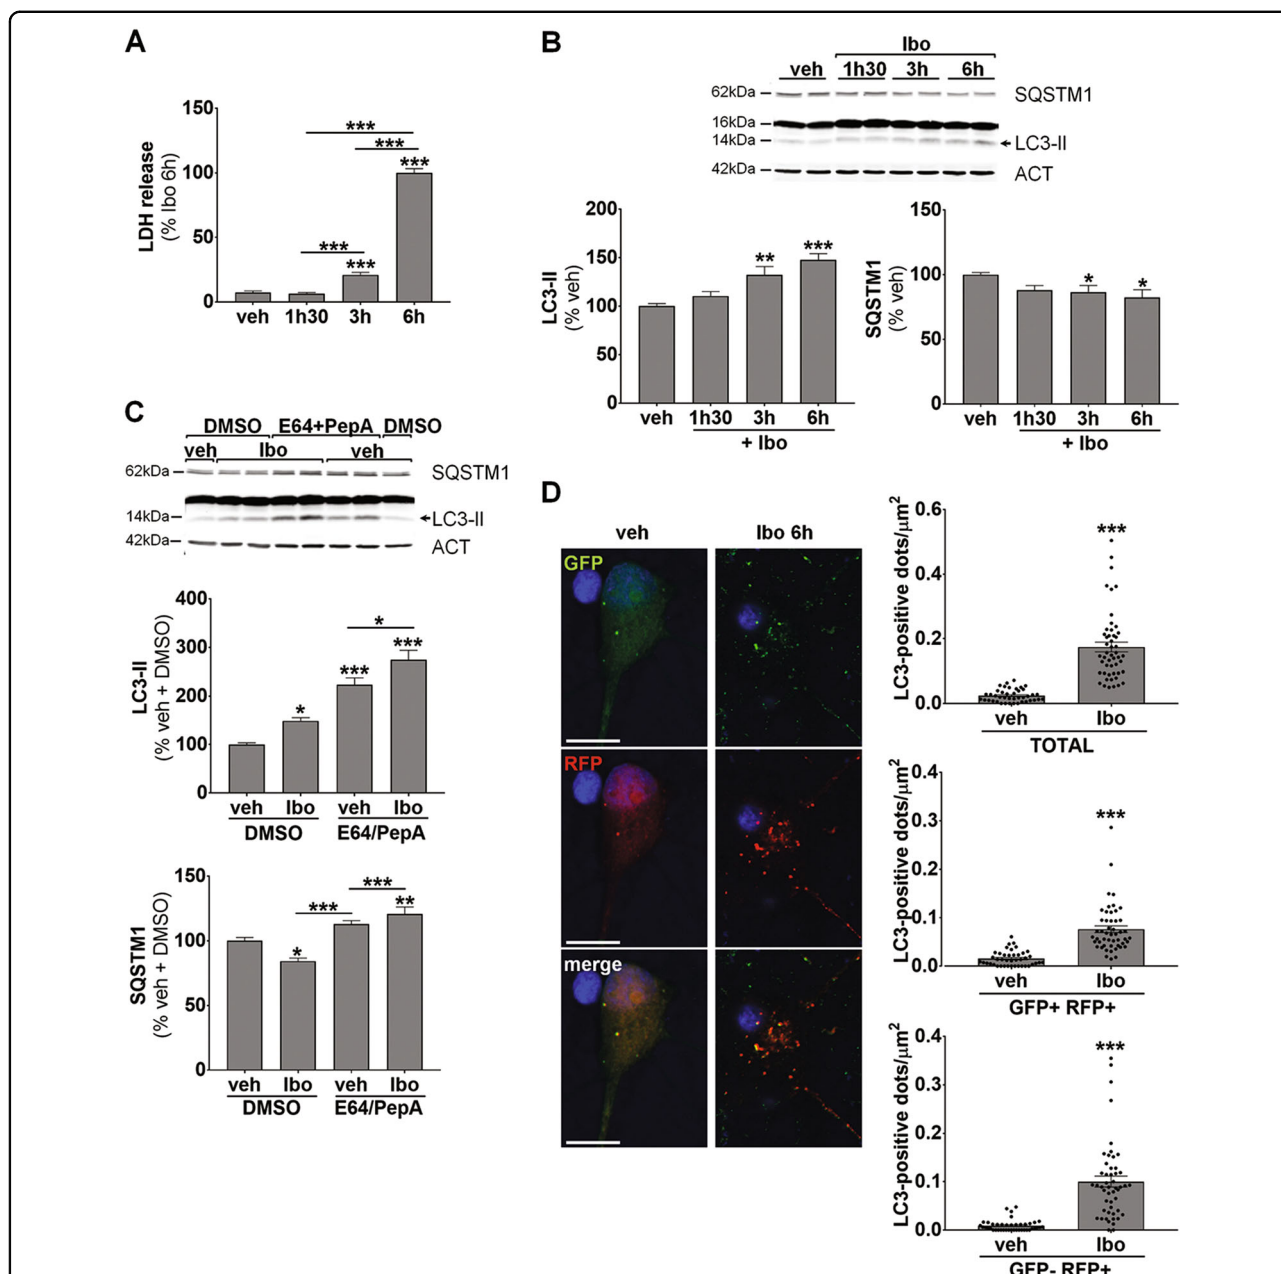 A
LDH release
(% Ibo 6h)
150
100
50
0
***
***
***
***
***
veh 1h30 3h 6h
B
Ibo
veh 1h30 3h 6h
62kDa SQSTM1
16kDa
14kDa LC3-II
42kDa ACT
LC3-II
(% veh)
200
150
100
50
0
** ***
veh 1h30 3h 6h
+ Ibo
SQSTM1
(% veh)
150
100
50
0
* *
veh 1h30 3h 6h
+ Ibo
C
DMSO E64+PepA DMSO
veh Ibo veh
62kDa SQSTM1
14kDa LC3-II
42kDa ACT
LC3-II
(% veh + DMSO)
400
300
200
100
0
*
***
***
*
veh Ibo veh Ibo
DMSO E64/PepA
SQSTM1
(% veh + DMSO)
150
100
50
0
***
***
**
*
veh Ibo veh Ibo
DMSO E64/PepA
D
veh Ibo 6h
GFP
RFP
merge
LC3-positive dots/μm²
0.6
0.4
0.2
0.0
***
veh Ibo
TOTAL
LC3-positive dots/μm²
0.4
0.3
0.2
0.1
0.0
***
veh Ibo
GFP+ RFP+
LC3-positive dots/μm²
0.4
0.3
0.2
0.1
0.0
***
veh Ibo
GFP- RFP+